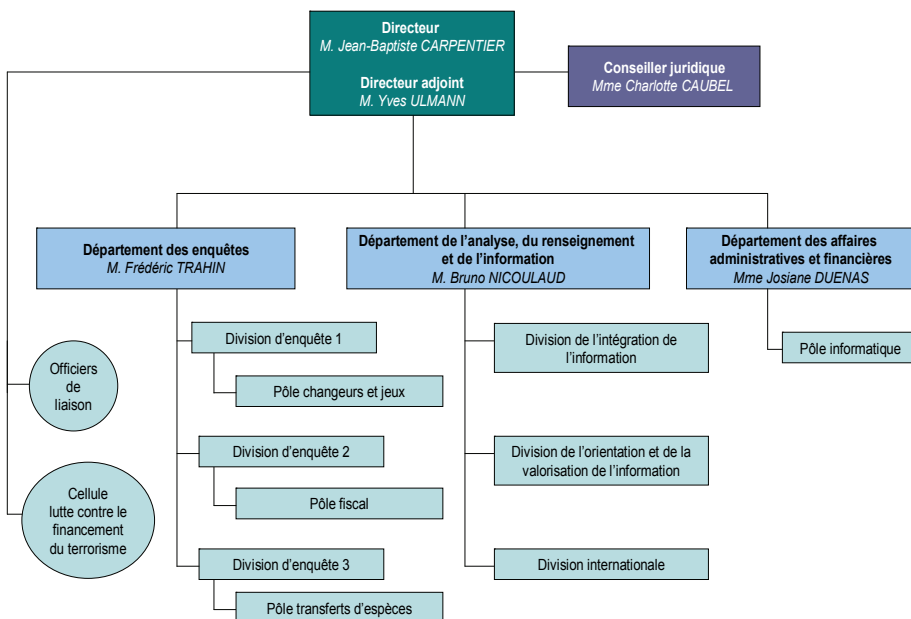 Directeur
M. Jean-Baptiste CARPENTIER
Directeur adjoint
M. Yves ULMANN
Conseiller juridique
Mme Charlotte CAUBEL
Département des enquêtes
M. Frédéric TRAHIN
Département de l'analyse, du renseignement
et de l'information
M. Bruno NICOULAUD
Département des affaires
administratives et financières
Mme Josiane DUENAS
Officiers
de
liaison
Cellule
lutte contre le
financement
du terrorisme
Division d'enquête 1
Pôle changeurs et jeux
Division d'enquête 2
Pôle fiscal
Division d'enquête 3
Pôle transferts d'espèces
Division de l'intégration de
l'information
Division de l'orientation et de la
valorisation de l'information
Division internationale
Pôle informatique